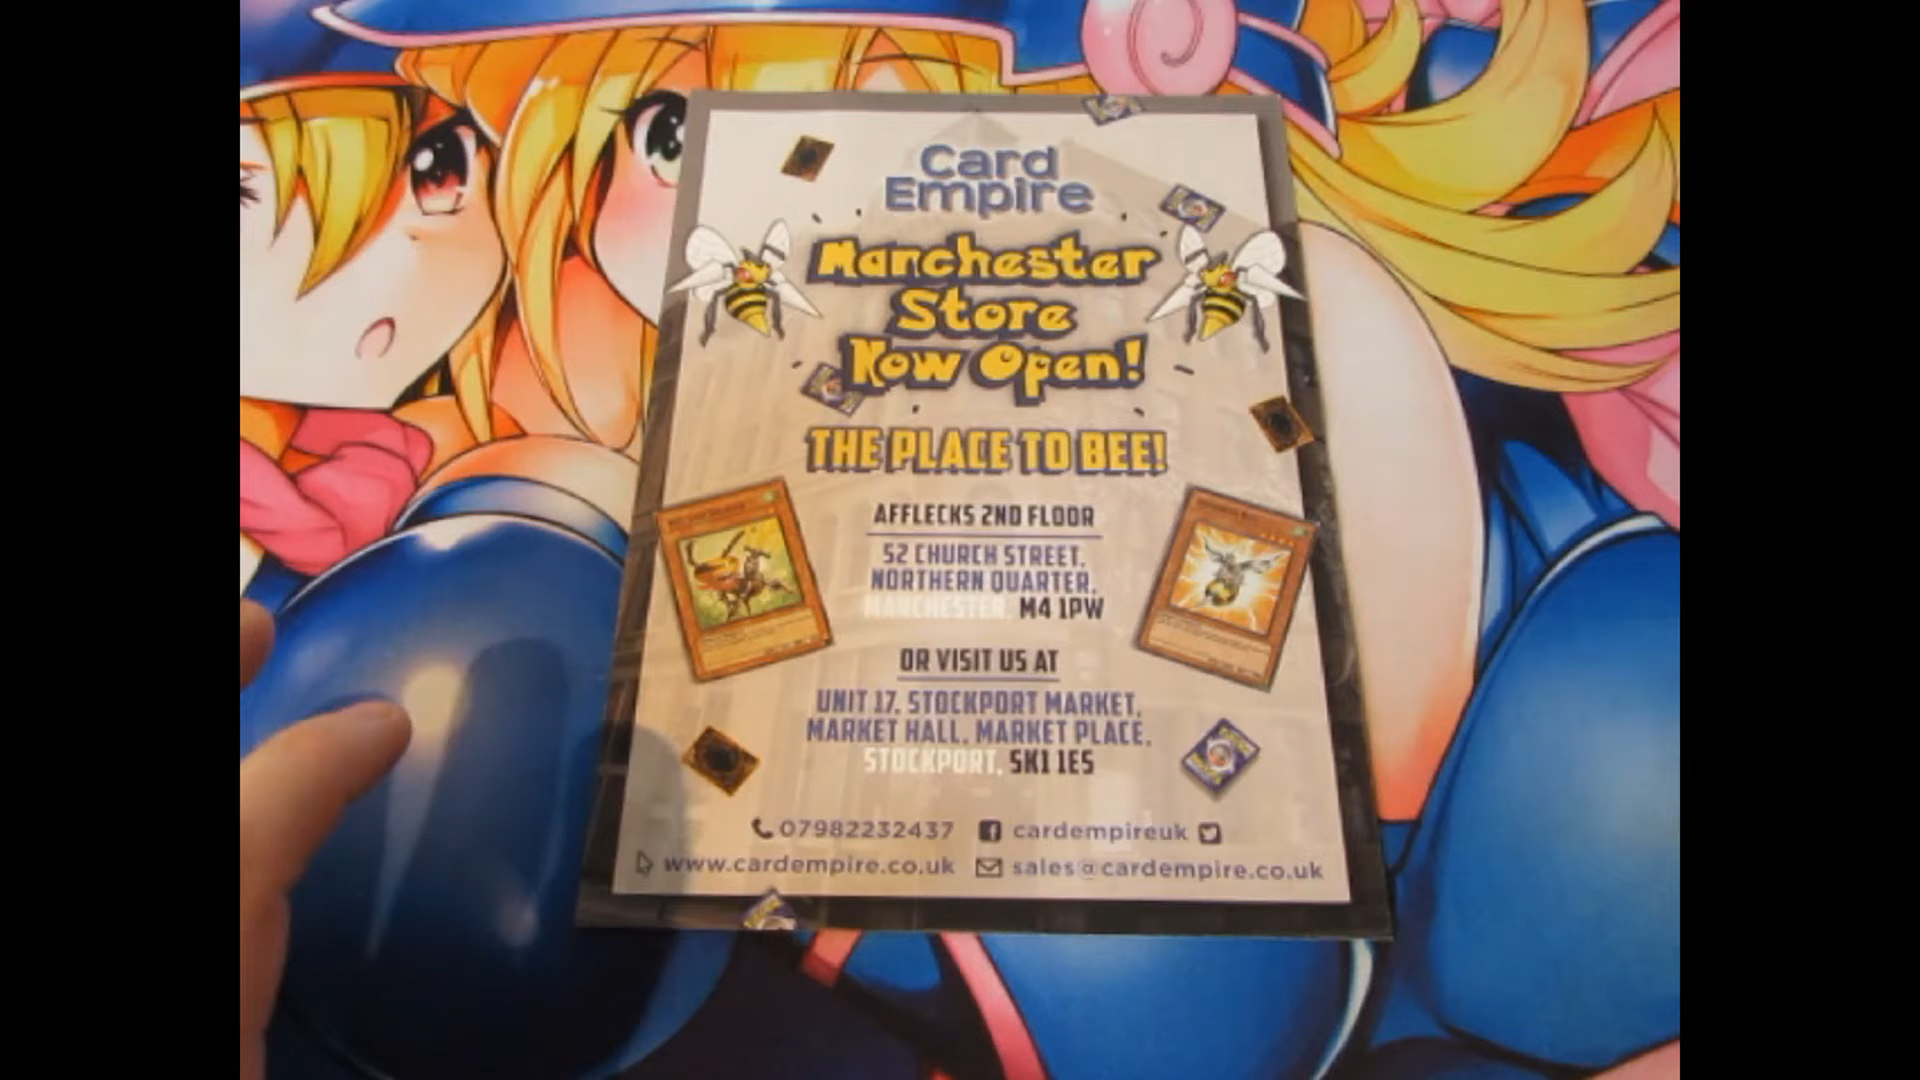 Card
Empire
Manchester
Store
Now Open!
THE PLACE TO BEE!
AFFLECKS 2ND FLOOR
52 CHURCH STREET,
NORTHERN QUARTER,
MANCHESTER, M4 1PW
OR VISIT US AT
UNIT 17, STOCKPORT MARKET,
MARKET HALL, MARKET PLACE,
STOCKPORT, SK1 1ES
07982232437 cardempireuk
www.cardempire.co.uk sales@cardempire.co.uk